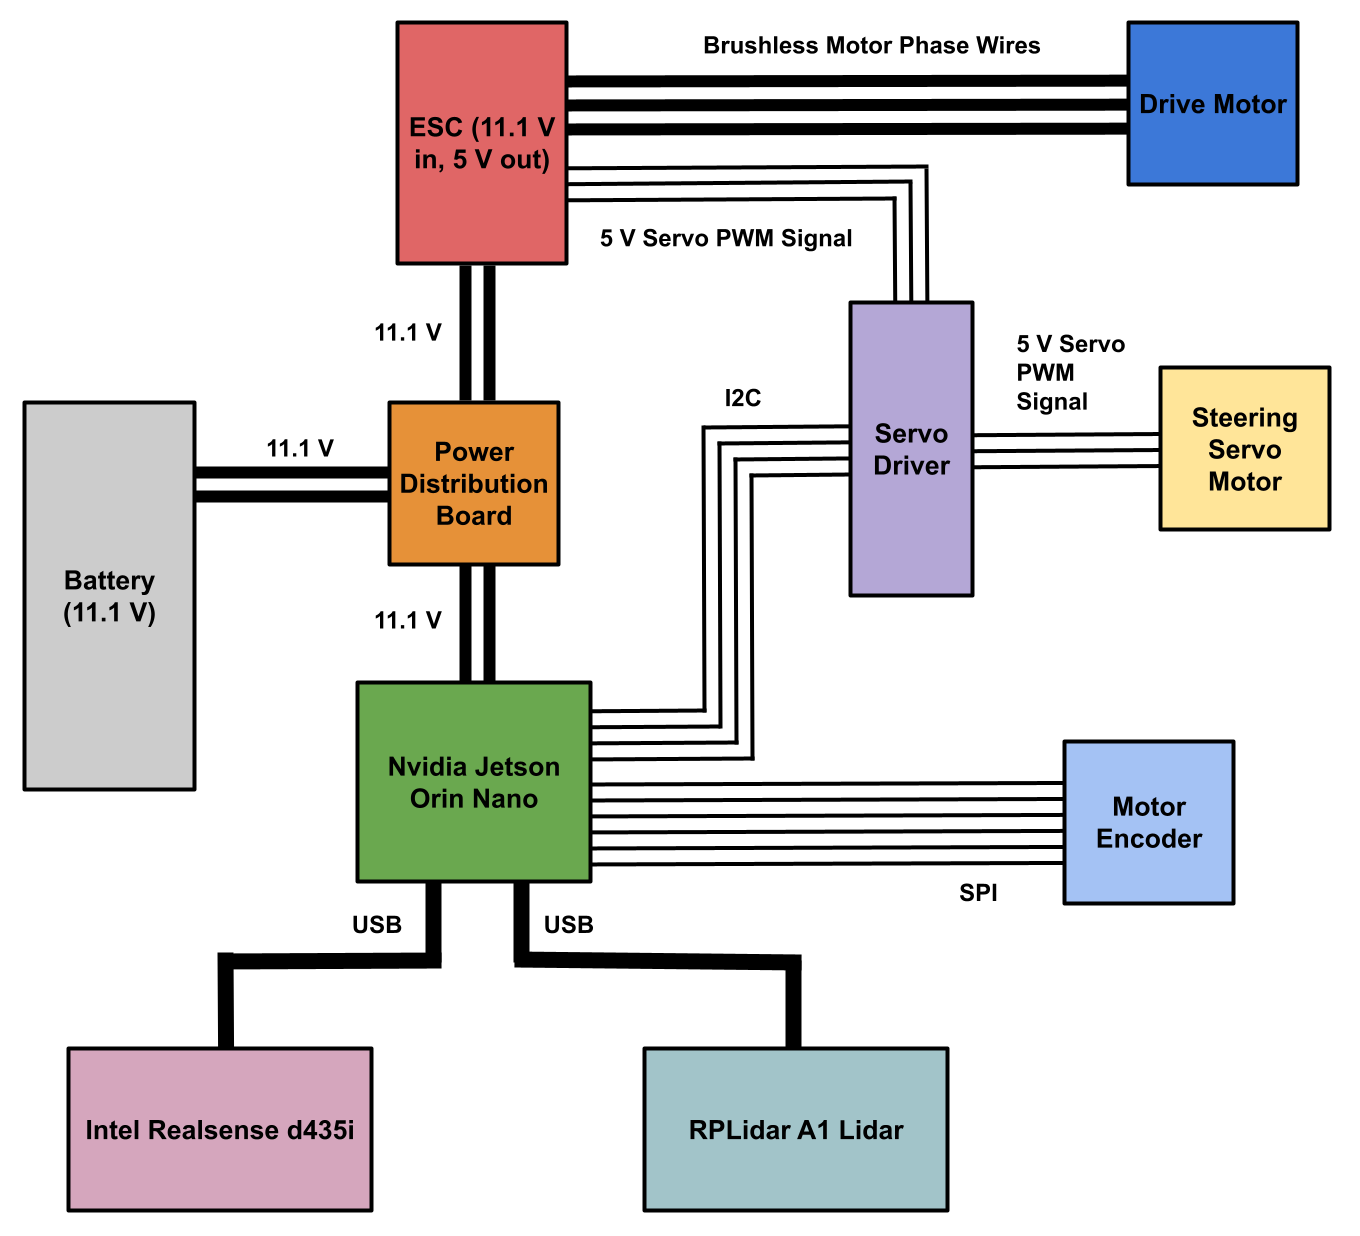 Brushless Motor Phase Wires
Drive Motor
ESC (11.1 V
in, 5 V out)
5 V Servo PWM Signal
11.1 V
5 V Servo
PWM
Signal
I2C
Steering
Servo
Motor
Servo
Driver
11.1 V
Power
Distribution
Board
Battery
(11.1 V)
11.1 V
Nvidia Jetson
Orin Nano
Motor
Encoder
SPI
USB
USB
Intel Realsense d435i
RPLidar A1 Lidar